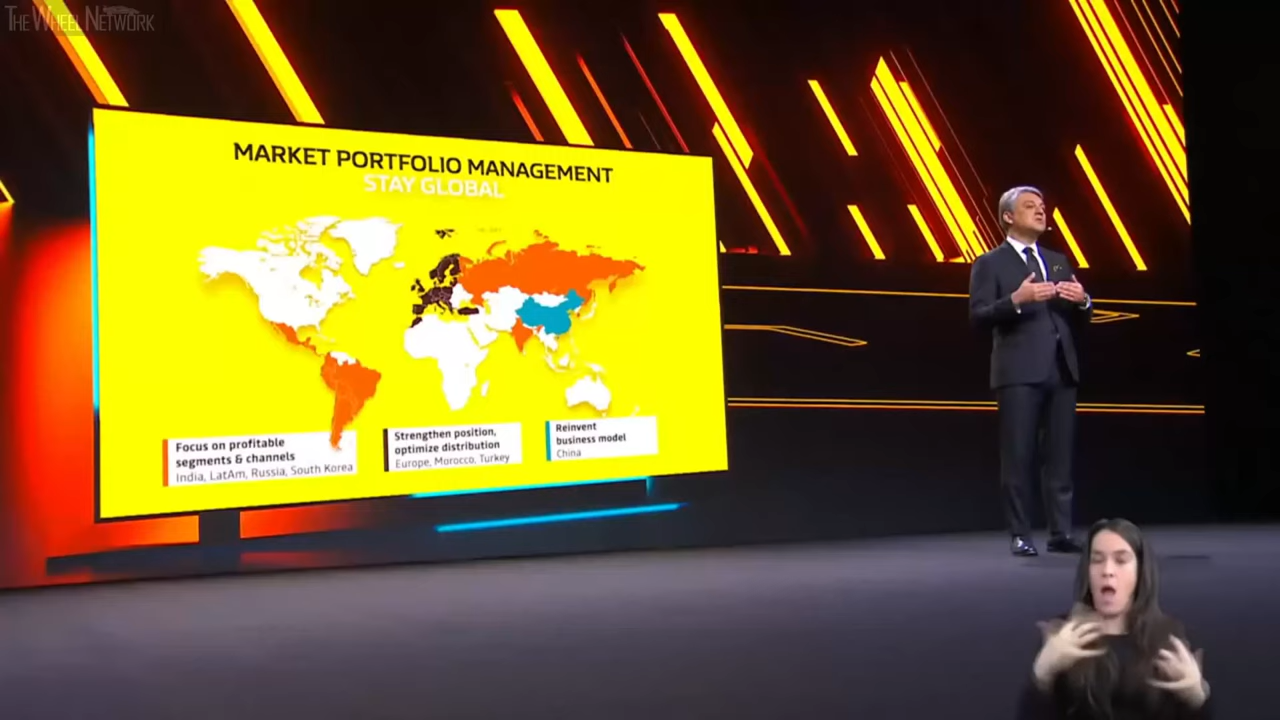 THE WHEEL NETWORK
MARKET PORTFOLIO MANAGEMENT
STAY GLOBAL
Focus on profitable
segments & channels
India, LatAm, Russia, South Korea
Strengthen position,
optimize distribution
Europe, Morocco, Turkey
Reinvent
business model
China